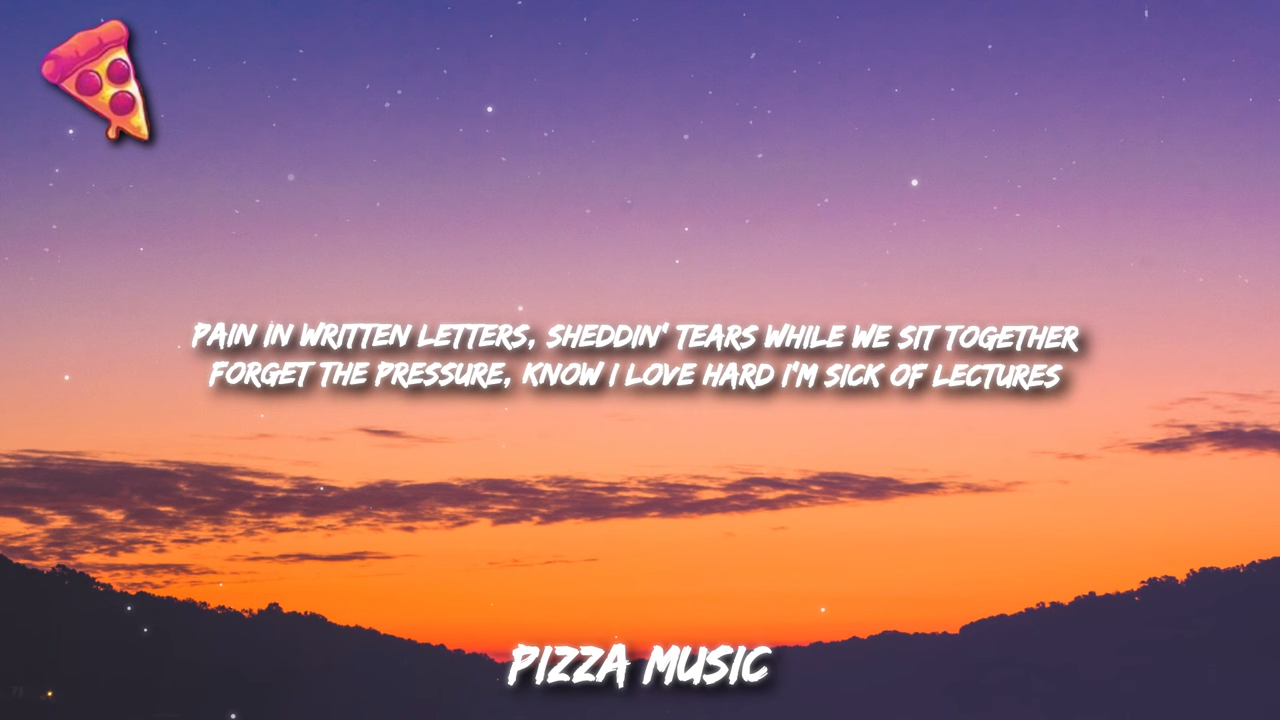 PAIN IN WRITTEN LETTERS, SHEDDIN' TEARS WHILE WE SIT TOGETHER
FORGET THE PRESSURE, KNOW I LOVE HARD I'M SICK OF LECTURES
PIZZA MUSIC